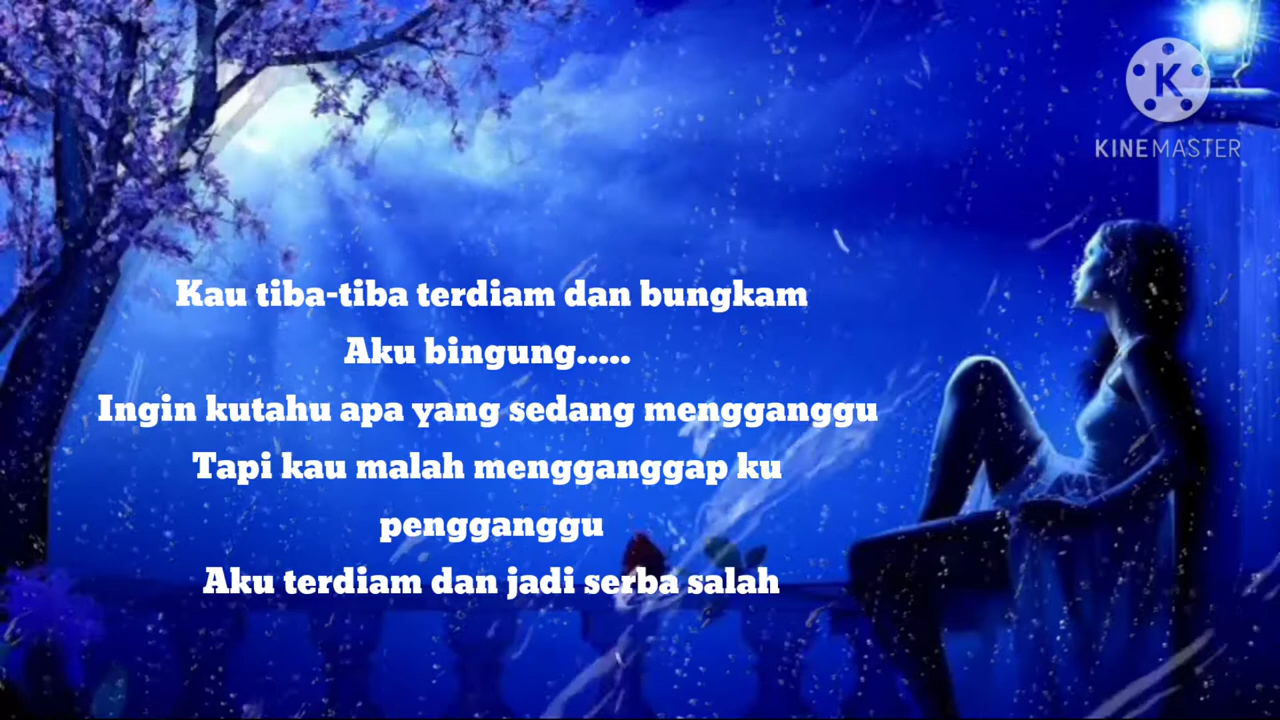 K
KINEMASTER
Kau tiba-tiba terdiam dan bungkam
Aku bingung.....
Ingin kutahu apa yang sedang mengganggu
Tapi kau malah mengganggap ku
pengganggu
Aku terdiam dan jadi serba salah